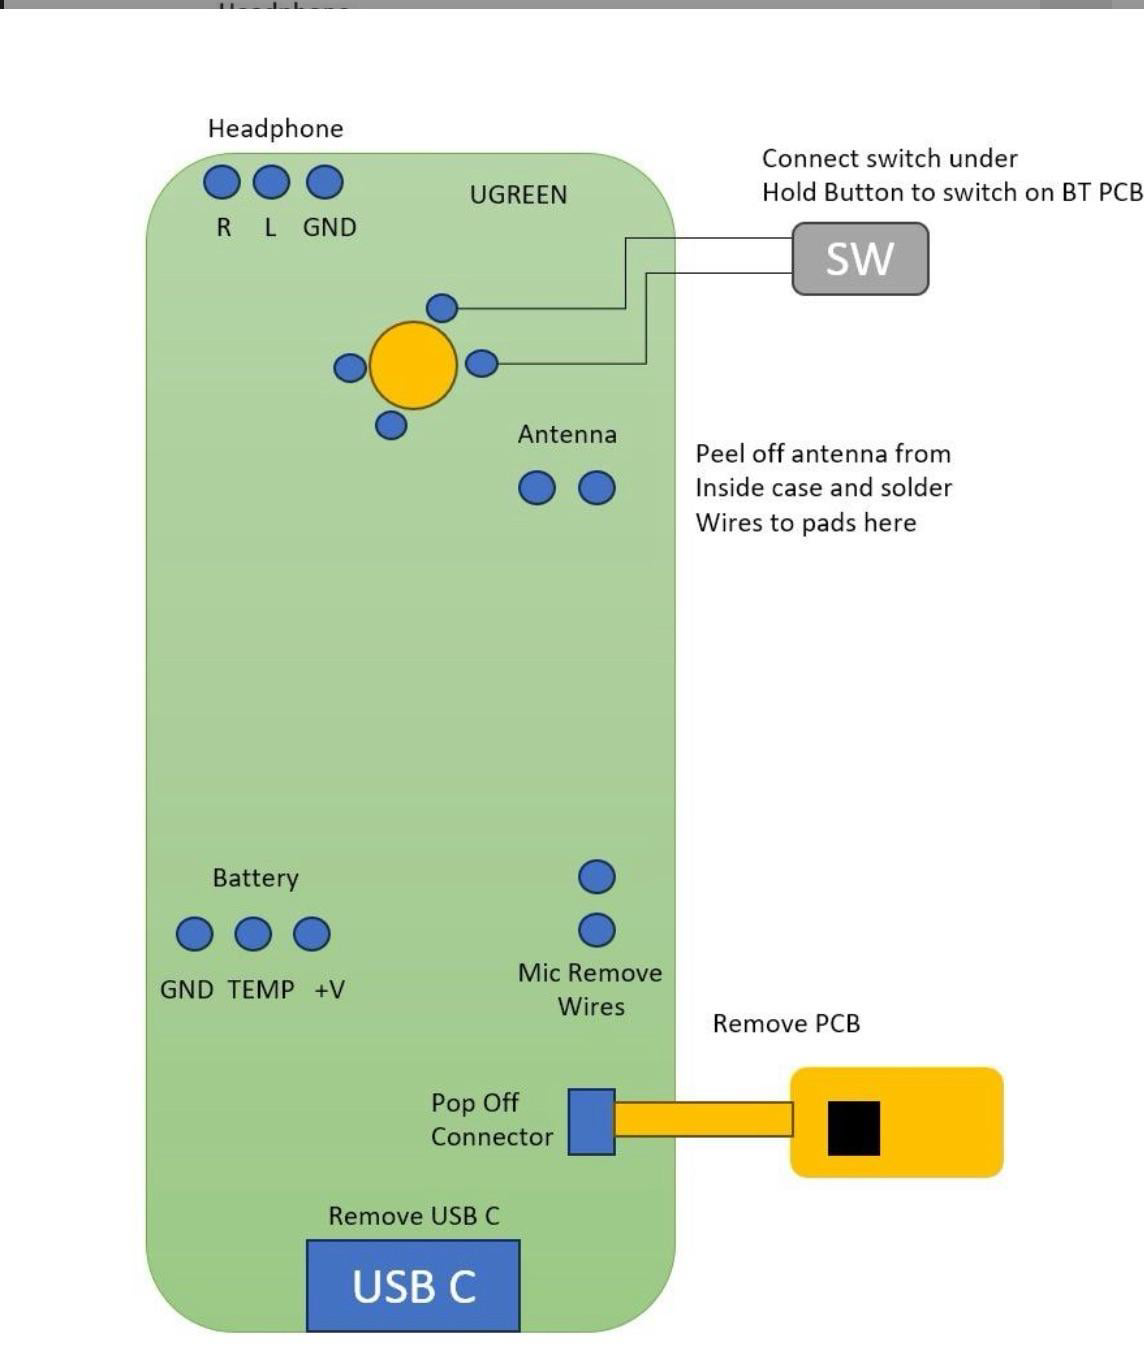 Headphone
Headphone
Connect switch under
Hold Button to switch on BT PCB
UGREEN
R L GND
SW
Antenna
Peel off antenna from
Inside case and solder
Wires to pads here
Battery
GND TEMP +V
Mic Remove
Wires
Remove PCB
Pop Off
Connector
Remove USB C
USB C